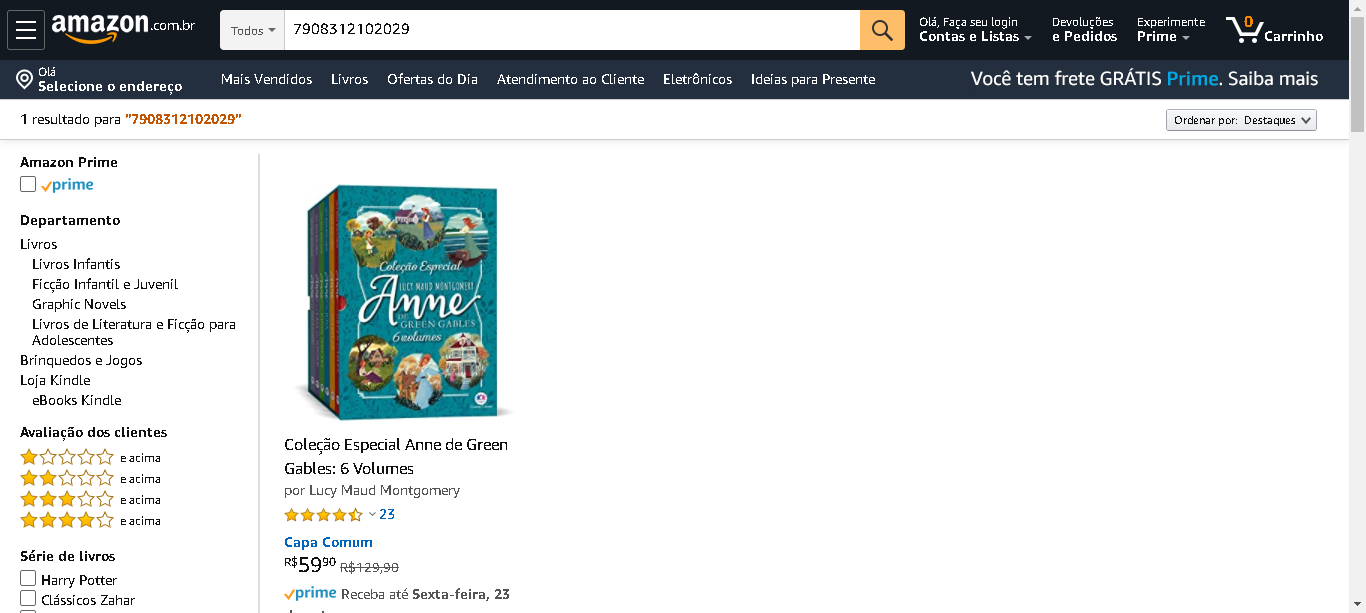 amazon.com.br
Todos
7908312102029
Olá, Faça seu login
Contas e Listas
Devoluções
e Pedidos
Experimente
Prime
0
Carrinho
Olá
Selecione o endereço
Mais Vendidos
Livros
Ofertas do Dia
Atendimento ao Cliente
Eletrônicos
Ideias para Presente
Você tem frete GRÁTIS Prime. Saiba mais
1 resultado para "7908312102029"
Ordenar por: Destaques
Amazon Prime
prime
Departamento
Livros
Livros Infantis
Ficção Infantil e Juvenil
Graphic Novels
Livros de Literatura e Ficção para
Adolescentes
Brinquedos e Jogos
Loja Kindle
eBooks Kindle
Avaliação dos clientes
e acima
e acima
e acima
e acima
Série de livros
Harry Potter
Clássicos Zahar
Coleção Especial
LUCY MAUD MONTGOMERY
Anne
DE GREEN GABLES
6 volumes
Coleção Especial Anne de Green
Gables: 6 Volumes
por Lucy Maud Montgomery
23
Capa Comum
R$59,90 R$129,90
prime Receba até Sexta-feira, 23